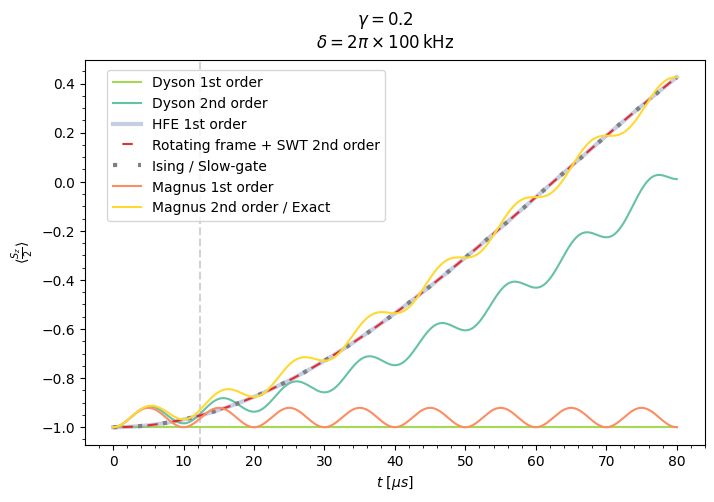 γ = 0.2
δ = 2π × 100 kHz
Dyson 1st order
Dyson 2nd order
HFE 1st order
Rotating frame + SWT 2nd order
Ising / Slow-gate
Magnus 1st order
Magnus 2nd order / Exact
0.4
0.2
0.0
−0.2
−0.4
−0.6
−0.8
−1.0
⟨S_z/2⟩
0 10 20 30 40 50 60 70 80
t [μs]